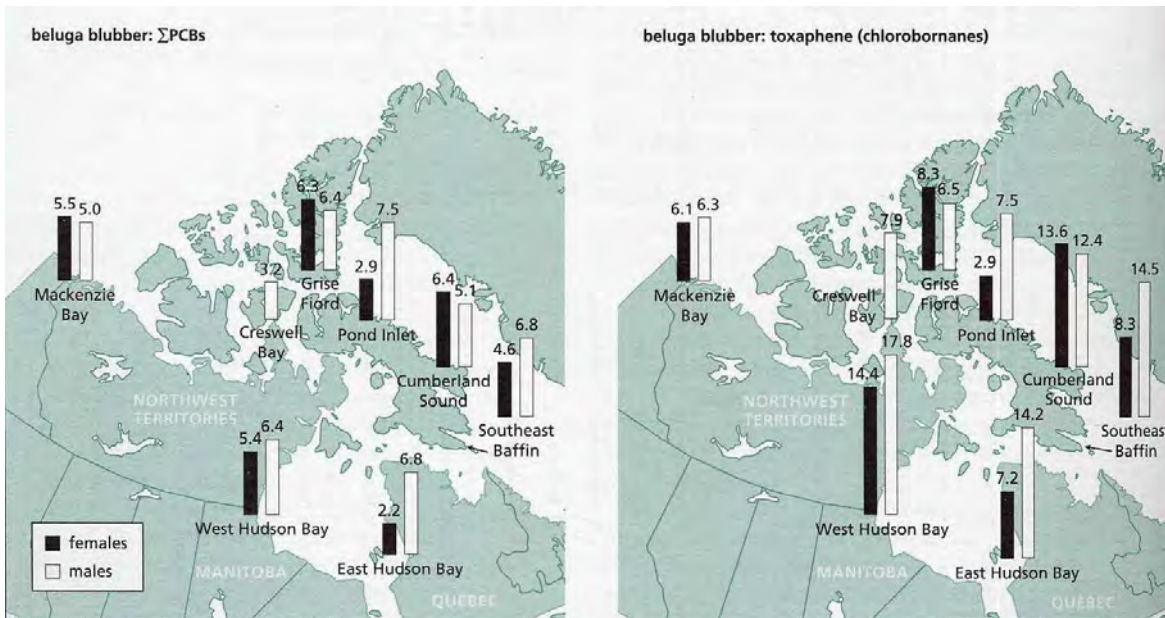 beluga blubber: ∑PCBs
6.3
6.4
5.5
5.0
7.5
3.2
2.9
Mackenzie
Bay
Grise
Fiord
6.4
5.1
Creswell
Bay
Pond Inlet
6.8
4.6
Cumberland
Sound
NORTHWEST
TERRITORIES
Southeast
Baffin
5.4
6.4
6.8
2.2
West Hudson Bay
females
males
East Hudson Bay
MANITOBA
QUEBEC
beluga blubber: toxaphene (chlorobornanes)
8.3
6.5
6.1
6.3
7.9
7.5
2.9
13.6
12.4
Mackenzie
Bay
Creswell
Bay
Grise
Fiord
14.5
Pond Inlet
8.3
17.8
14.4
Cumberland
Sound
NORTHWEST
TERRITORIES
14.2
Southeast
Baffin
7.2
West Hudson Bay
East Hudson Bay
MANITOBA
QUEBEC